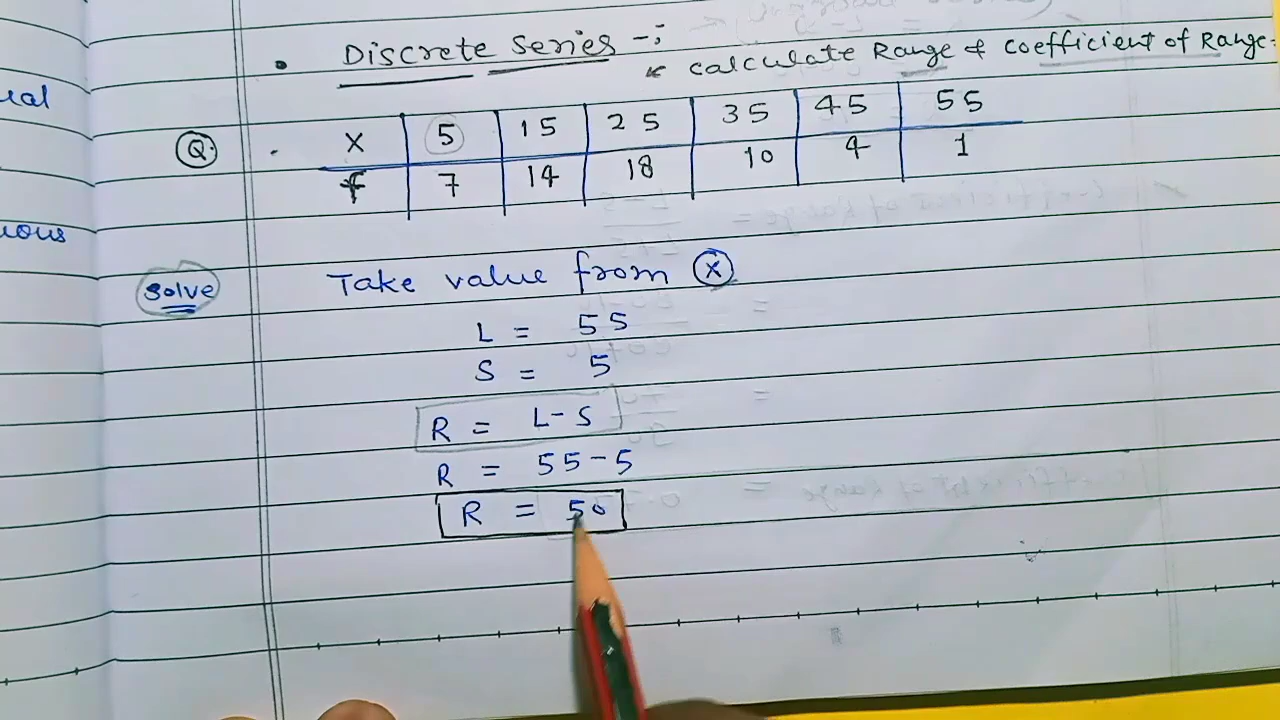 Discrete Series -:
* Calculate Range & Coefficient of Range.
Q. X 5 15 25 35 45 55
f 7 14 18 10 4 1
Solve Take value from X
L = 55
S = 5
R = L-S
R = 55-5
R = 50